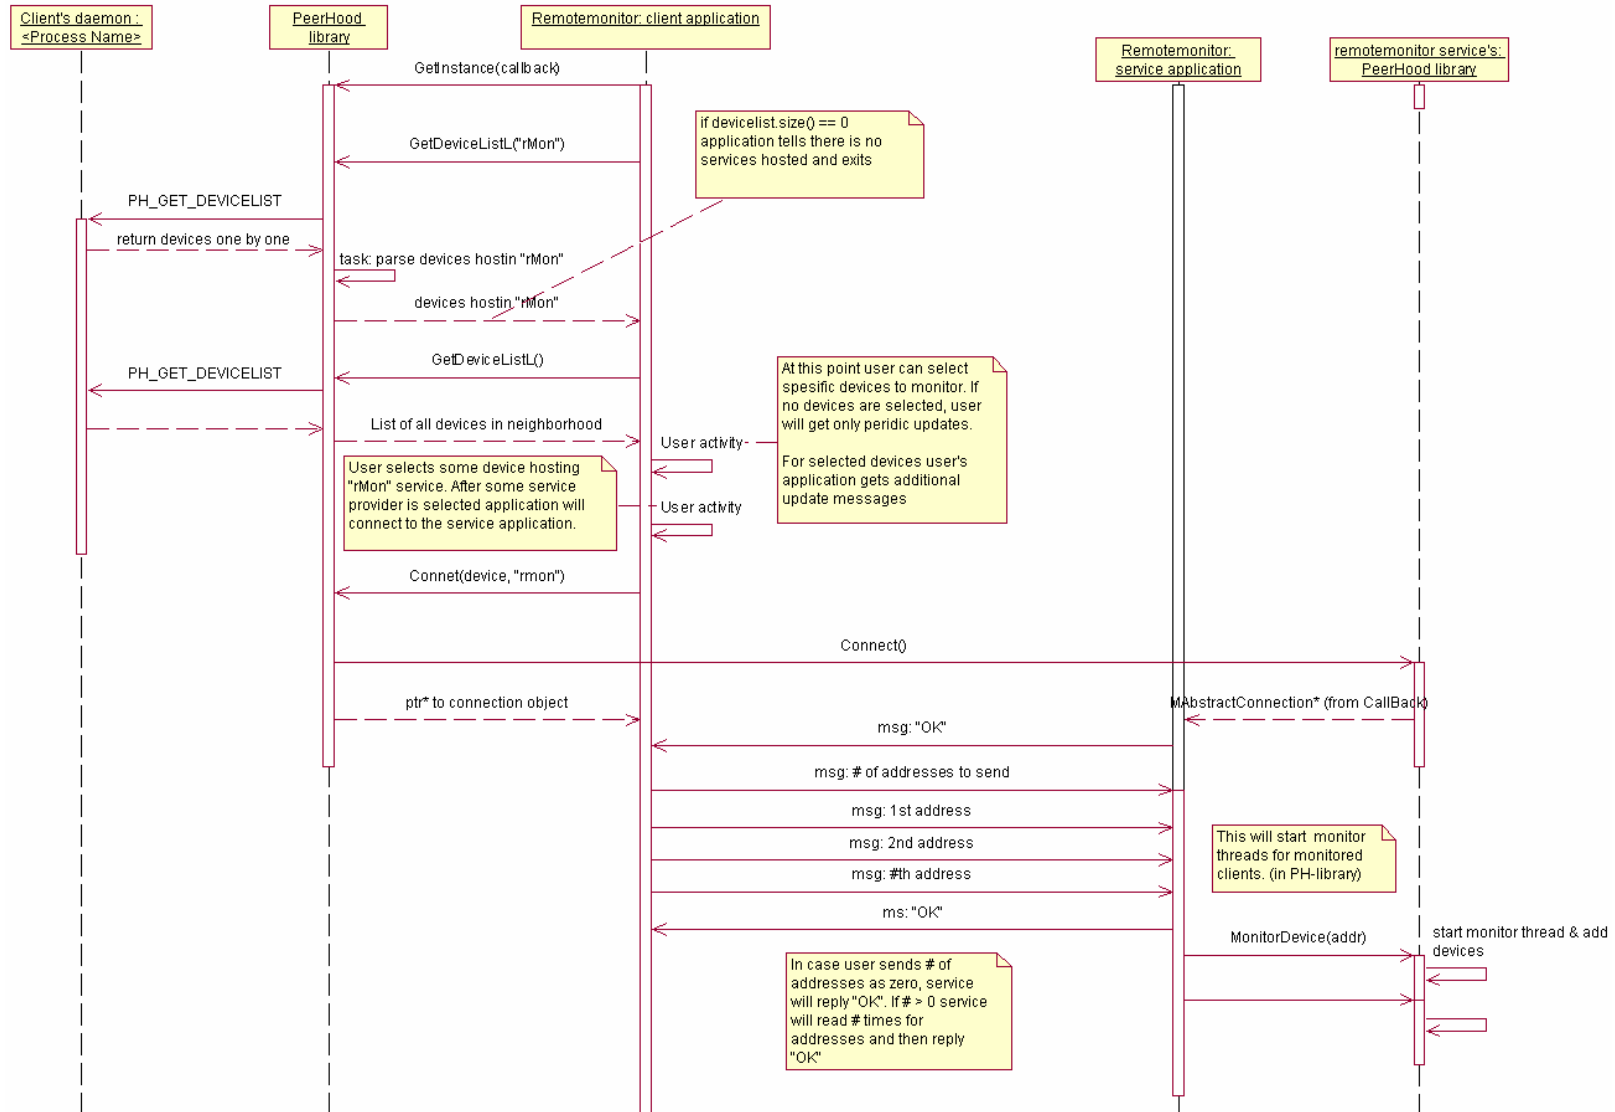 Client's daemon :
<Process Name>
PeerHood
library
Remotemonitor: client application
Remotemonitor:
service application
remotemonitor service's:
PeerHood library
GetInstance(callback)
if devicelist.size() == 0
application tells there is no
services hosted and exits
GetDeviceListL("rMon")
PH_GET_DEVICELIST
return devices one by one
task: parse devices hostin "rMon"
devices hostin "rMon"
GetDeviceListL()
PH_GET_DEVICELIST
At this point user can select
spesific devices to monitor. If
no devices are selected, user
will get only peridic updates.
For selected devices user's
application gets additional
update messages
List of all devices in neighborhood
User activity
User selects some device hosting
"rMon" service. After some service
provider is selected application will
connect to the service application.
User activity
Connet(device, "rmon")
Connect()
ptr* to connection object
MAbstractConnection* (from CallBack)
msg: "OK"
msg: # of addresses to send
msg: 1st address
msg: 2nd address
msg: #th address
This will start monitor
threads for monitored
clients. (in PH-library)
ms: "OK"
MonitorDevice(addr)
start monitor thread & add
devices
In case user sends # of
addresses as zero, service
will reply "OK". If # > 0 service
will read # times for
addresses and then reply
"OK"